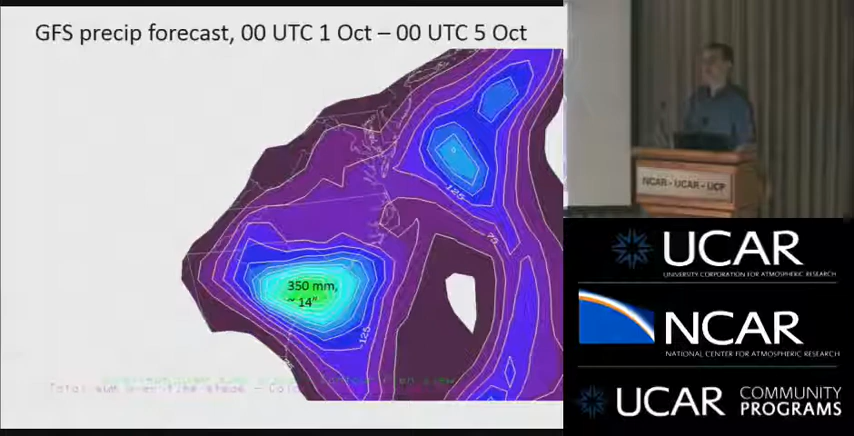 GFS precip forecast, 00 UTC 1 Oct – 00 UTC 5 Oct
125
75
350 mm,
~ 14"
125
NCAR - UCAR - UCP
UCAR
UNIVERSITY CORPORATION FOR ATMOSPHERIC RESEARCH
NCAR
NATIONAL CENTER FOR ATMOSPHERIC RESEARCH
UCAR COMMUNITY
PROGRAMS